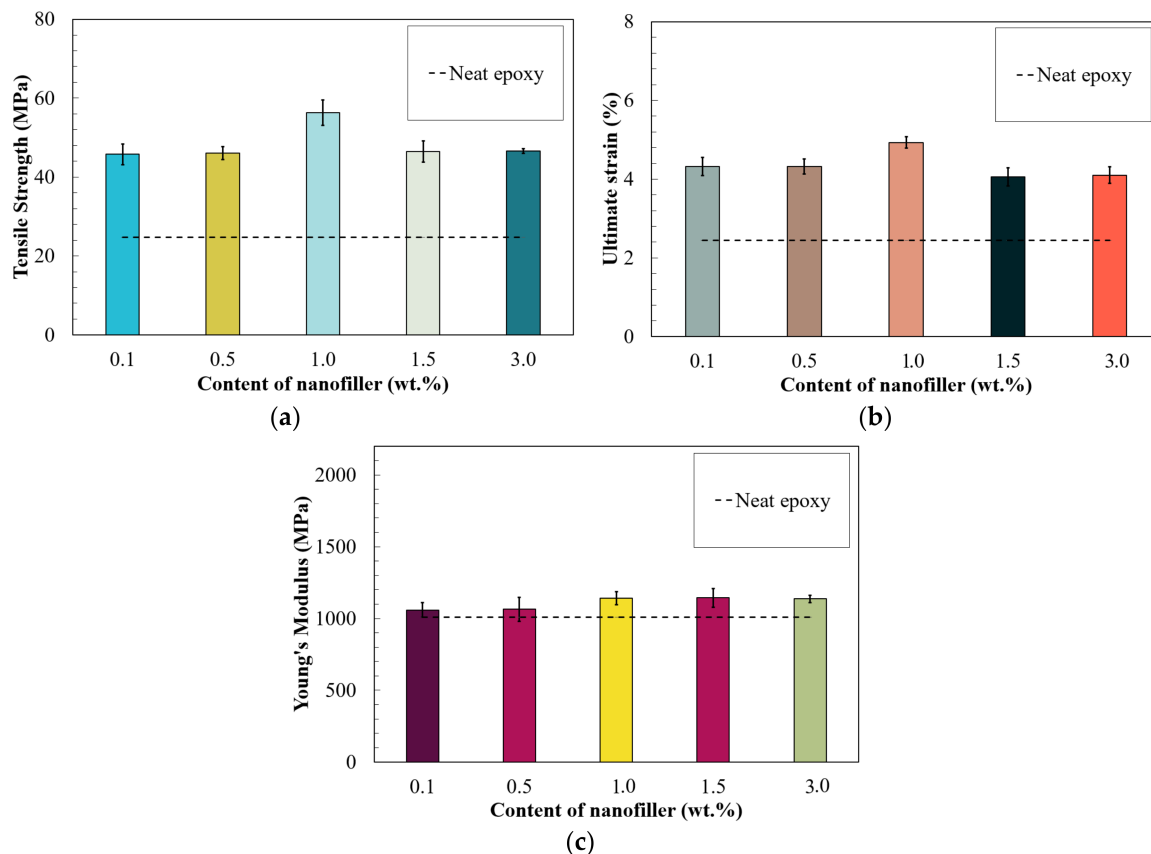 80
60
40
20
0
Tensile Strength (MPa)
Neat epoxy
0.1 0.5 1.0 1.5 3.0
Content of nanofiller (wt.%)
(a)
8
6
4
2
0
Ultimate strain (%)
Neat epoxy
0.1 0.5 1.0 1.5 3.0
Content of nanofiller (wt.%)
(b)
2000
1500
1000
500
0
Young's Modulus (MPa)
Neat epoxy
0.1 0.5 1.0 1.5 3.0
Content of nanofiller (wt.%)
(c)